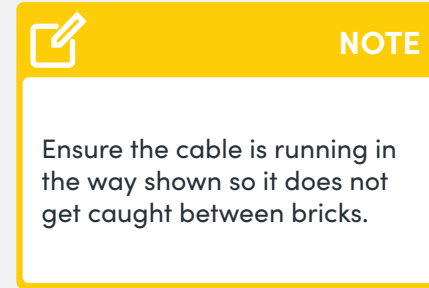 NOTE
Ensure the cable is running in
the way shown so it does not
get caught between bricks.